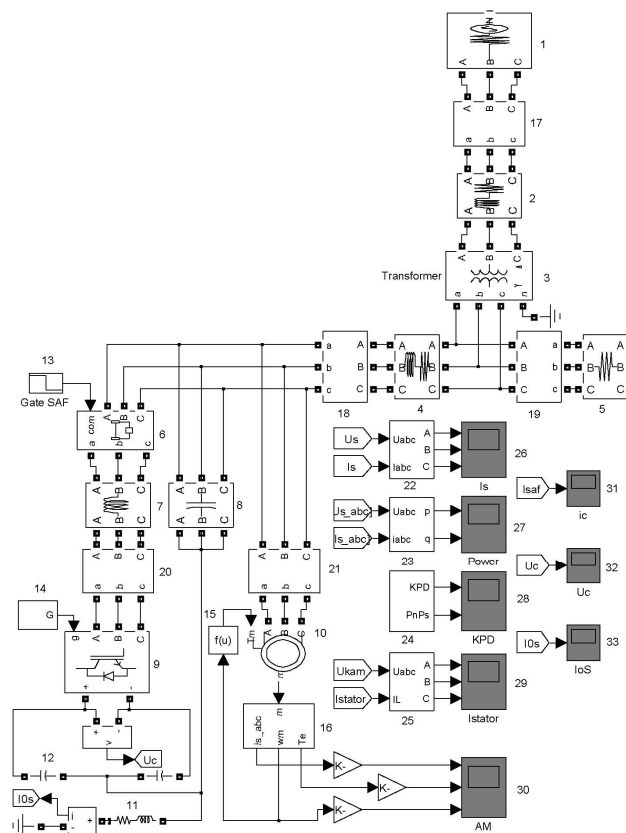 N
A B C
1
A B C
17
a b c
A B C
2
A B C
A B C
Transformer
3
a b c n
a A
b B
c C
18
A A
B B
C C
4
A a
B b
C c
19
A A
B B
C C
5
13
Gate SAF
com
A B C
6
a b c
A B C
7
A B C
A B C
8
A B C
A B C
20
a b c
A B C
21
a b c
14
G
g
A B C
9
+ -
+ -
v
Uc
12
I0s
i
+
-
11
15
f(u)
Tm
A B C
10
m
m
16
is_abc
wm
Te
K-
K-
K-
30
AM
Us
Is
Uabc
Iabc
A
B
C
22
26
Is
Is_abc}
Uabc
iabc
p
q
23
27
Power
KPD
PnPs
24
28
KPD
Ukam
Istator
Uabc
IL
A
B
C
25
29
Istator
Isaf
31
ic
Uc
32
Uc
I0s
33
IoS